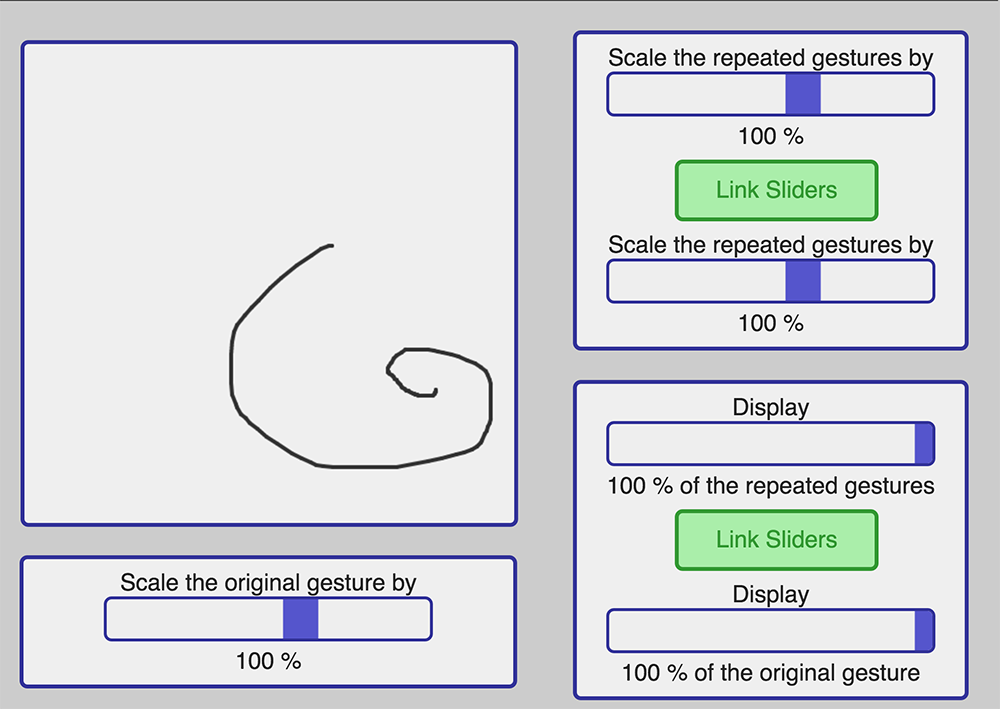 Scale the repeated gestures by
100 %
Link Sliders
Scale the repeated gestures by
100 %
Display
100 % of the repeated gestures
Link Sliders
Display
100 % of the original gesture
Scale the original gesture by
100 %